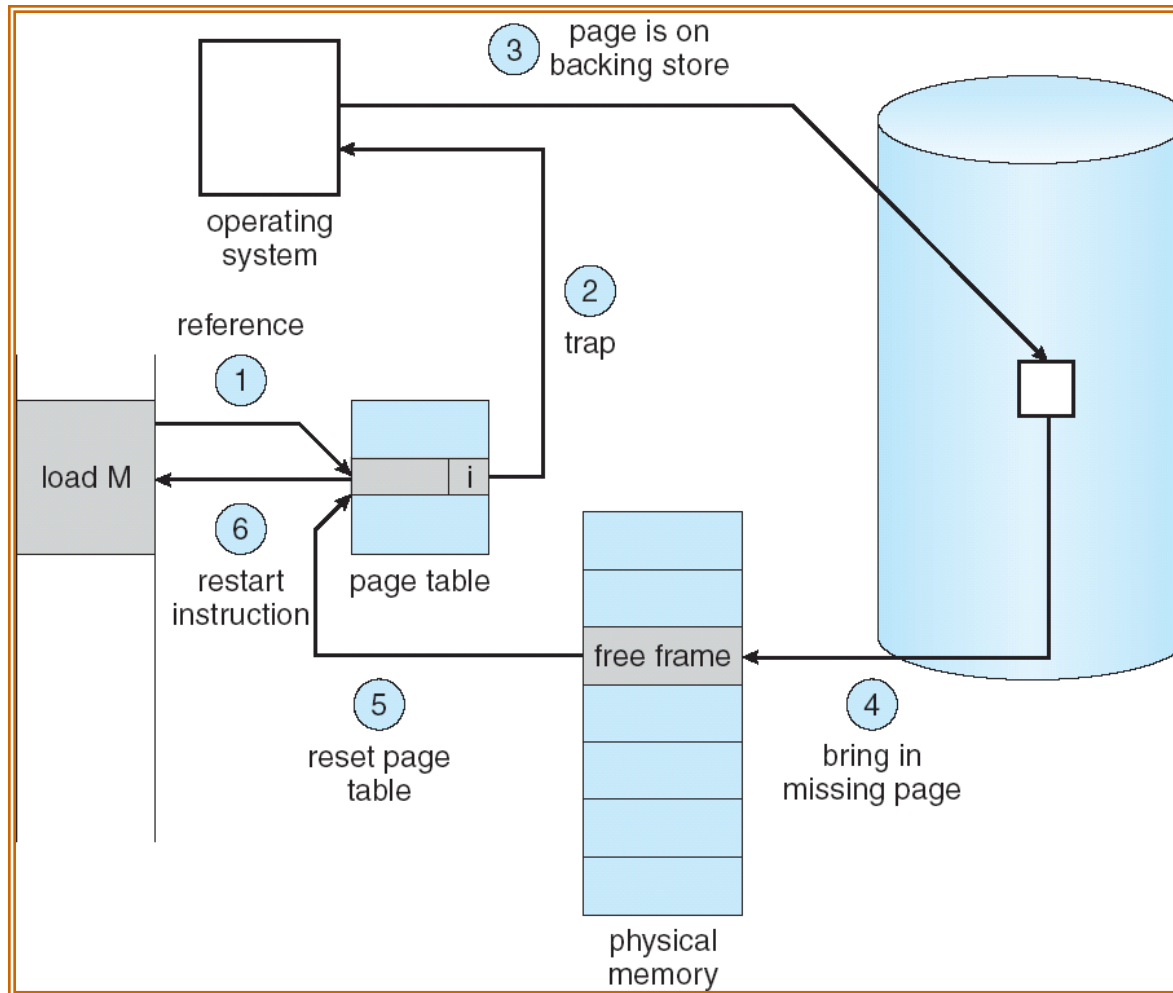 3
page is on
backing store
operating
system
2
trap
reference
1
load M
i
6
restart
instruction
page table
free frame
5
reset page
table
4
bring in
missing page
physical
memory